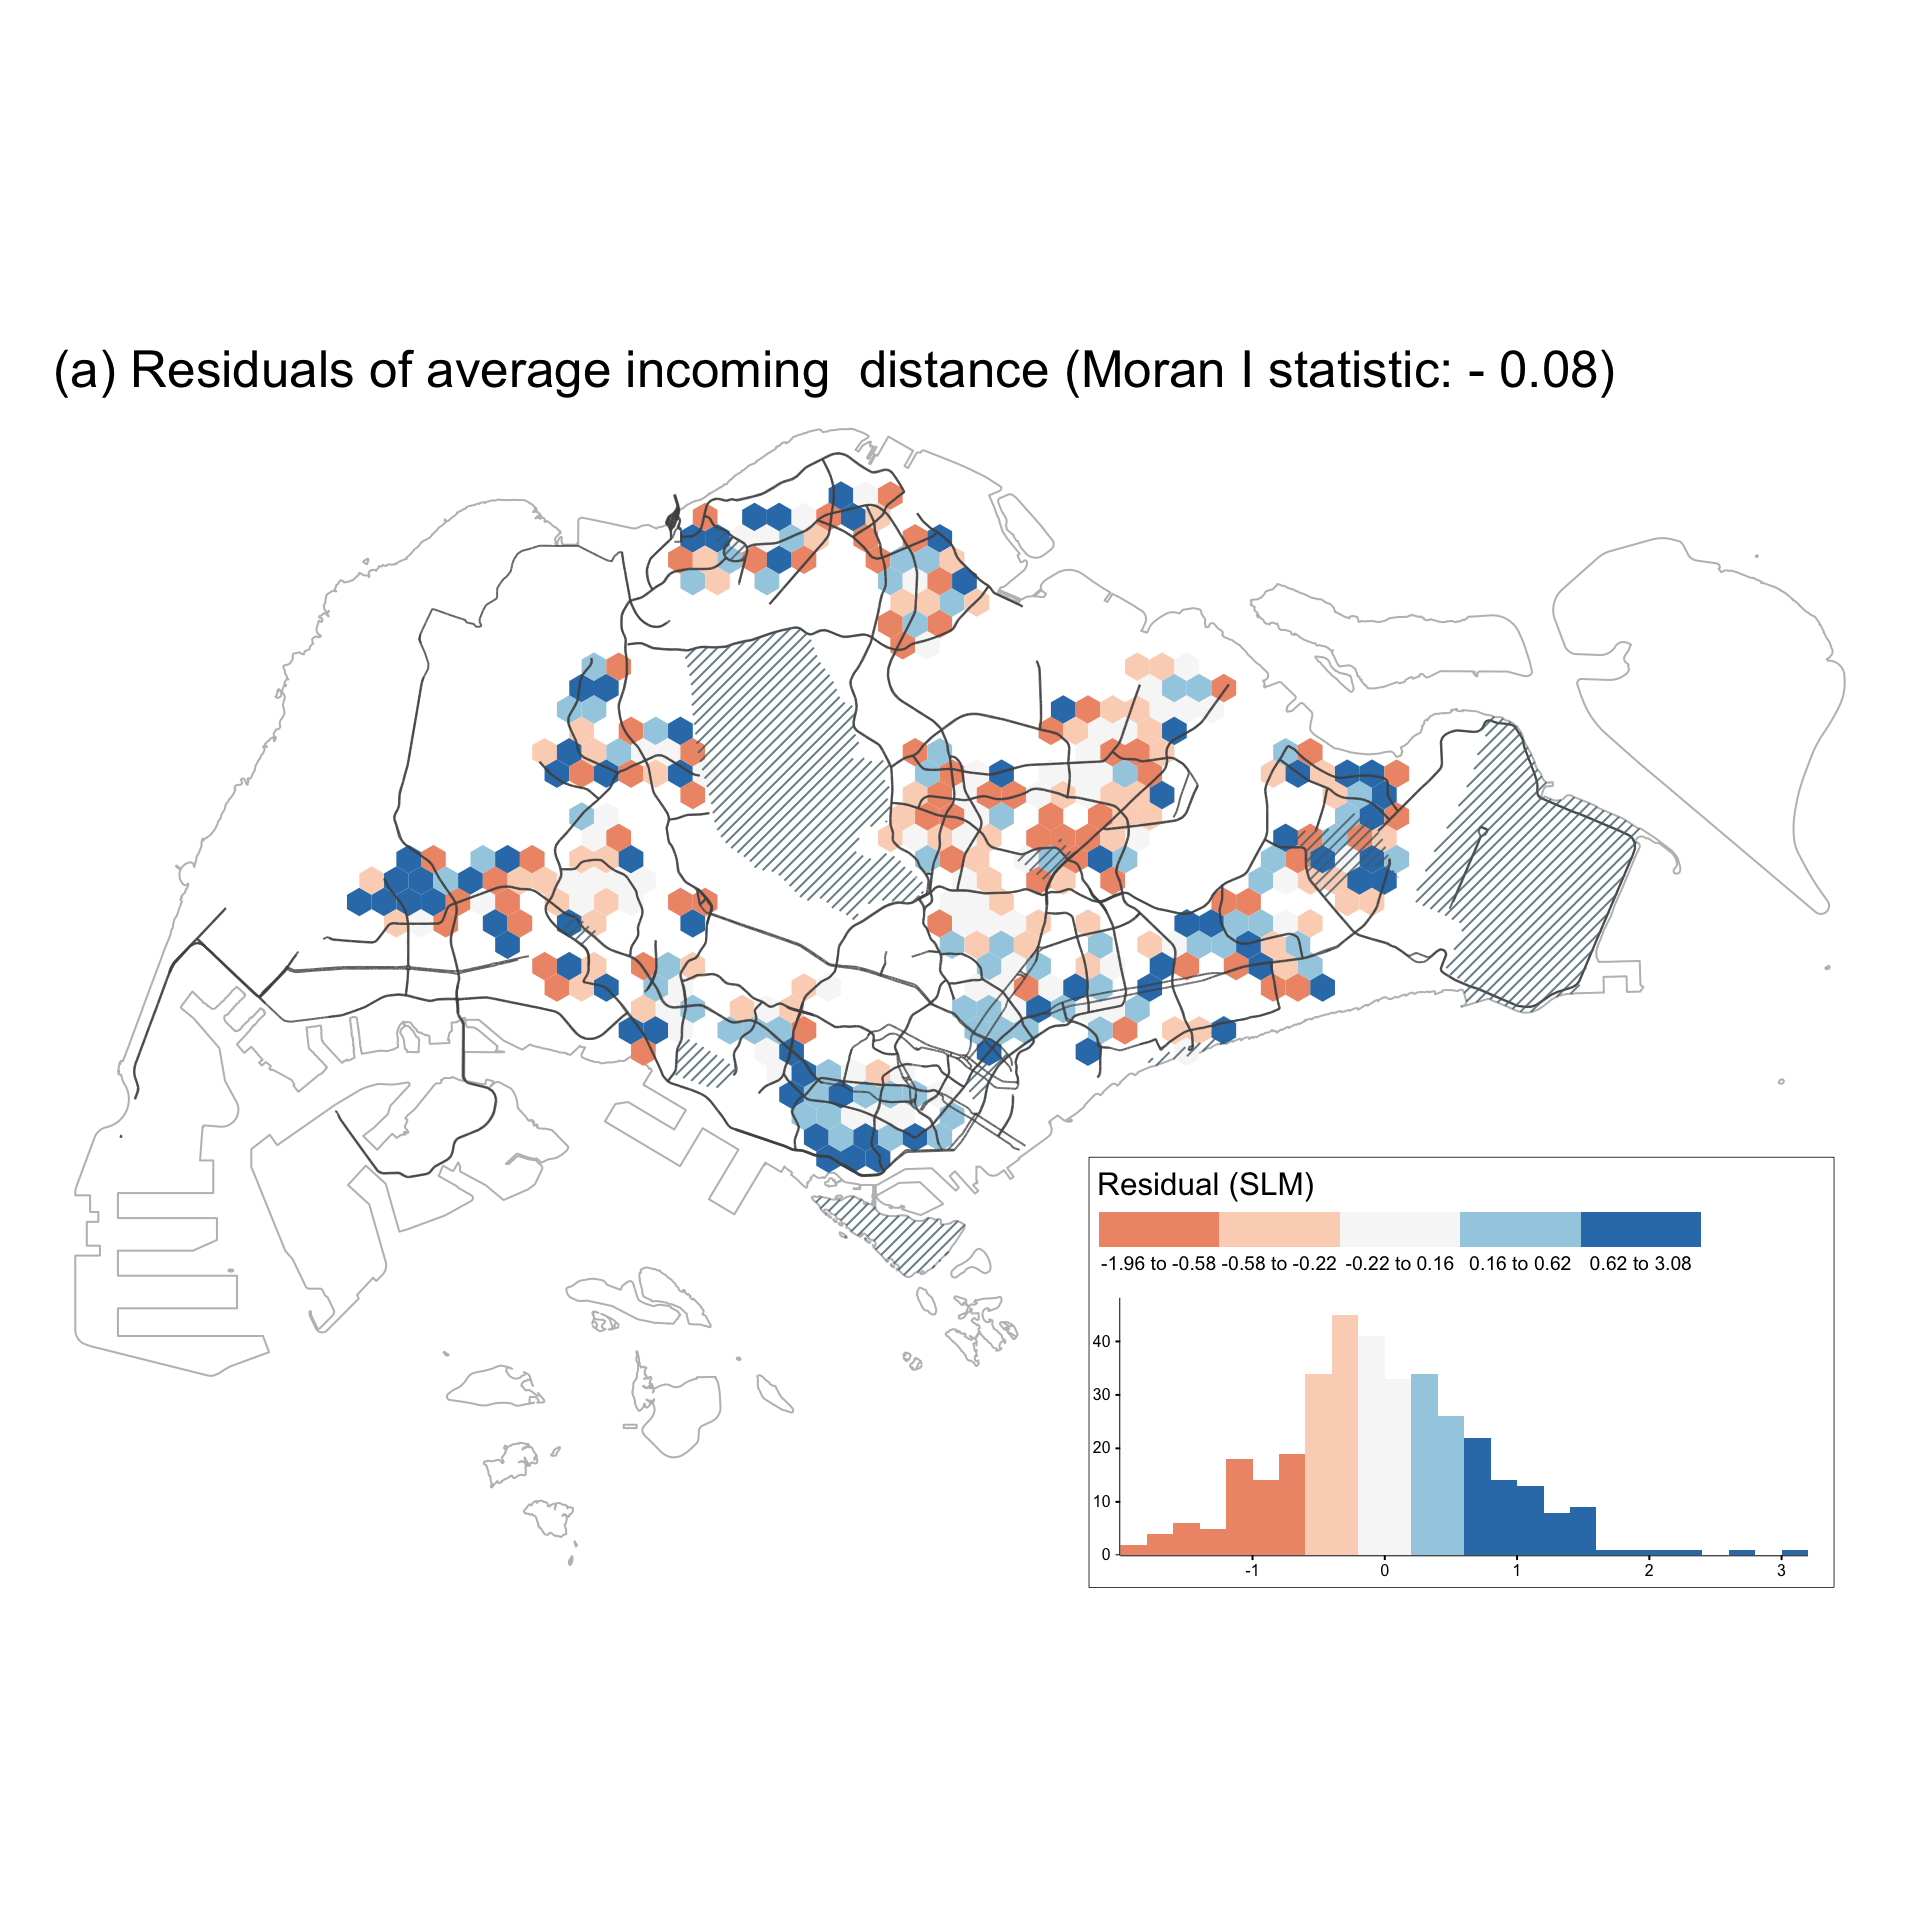 (a) Residuals of average incoming  distance (Moran I statistic: - 0.08)
Residual (SLM)
-1.96 to -0.58 -0.58 to -0.22 -0.22 to 0.16 0.16 to 0.62 0.62 to 3.08
40
30
20
10
0
-1 0 1 2 3